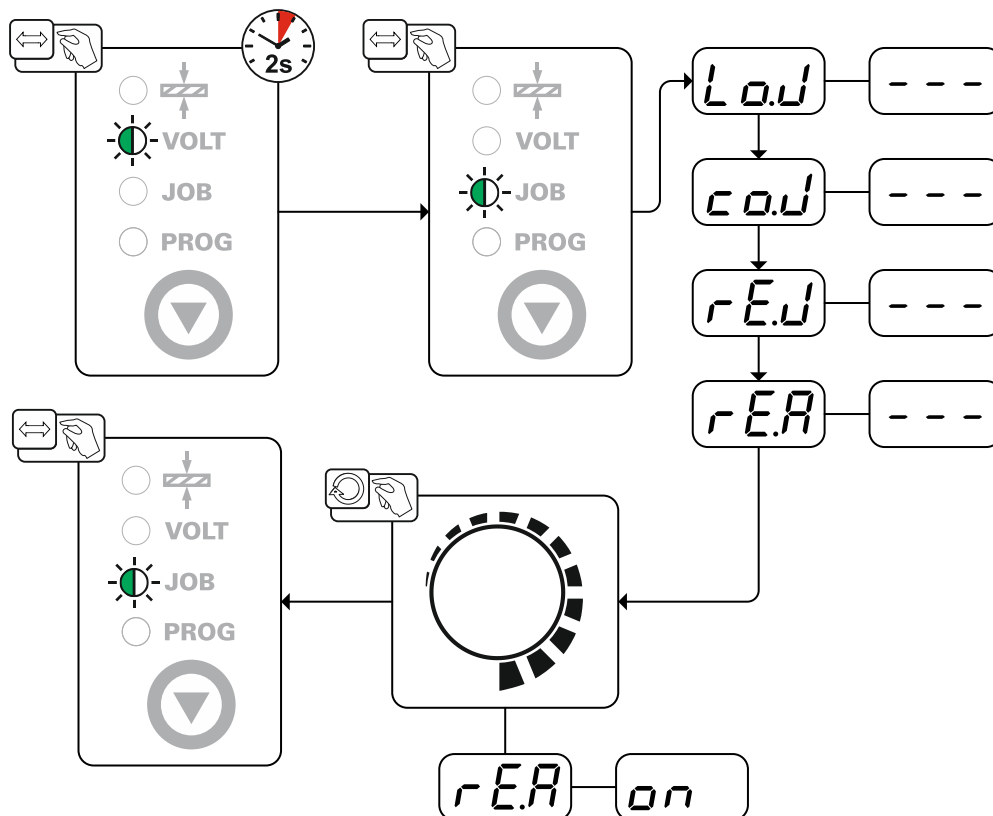 2s
VOLT
JOB
PROG
VOLT
JOB
PROG
Lo.J
---
co.J
---
rE.J
---
rE.A
---
VOLT
JOB
PROG
rE.A
on